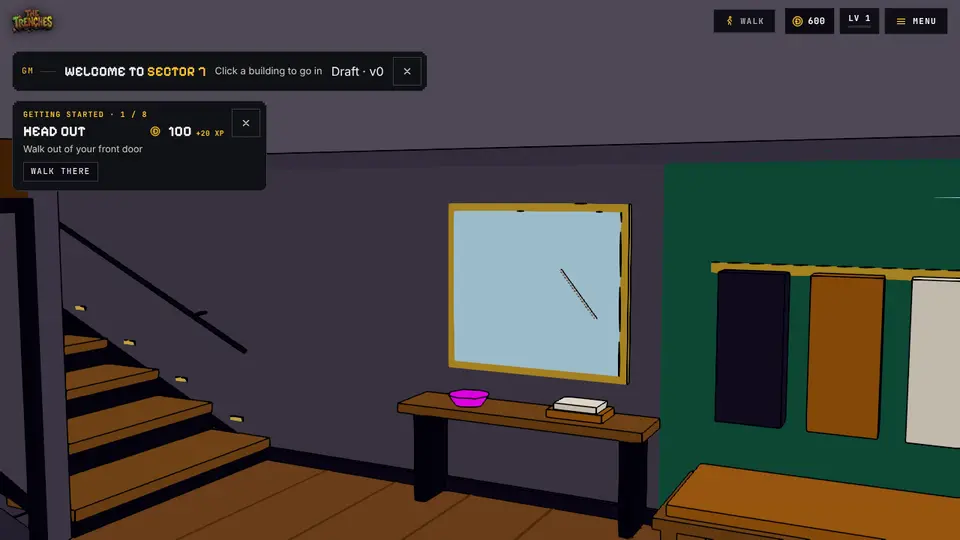 THE TRENCHES
WALK
600
LV 1
MENU
GM
WELCOME TO SECTOR 7
Click a building to go in
Draft · v0
GETTING STARTED · 1 / 8
HEAD OUT
100 +20 XP
Walk out of your front door
WALK THERE